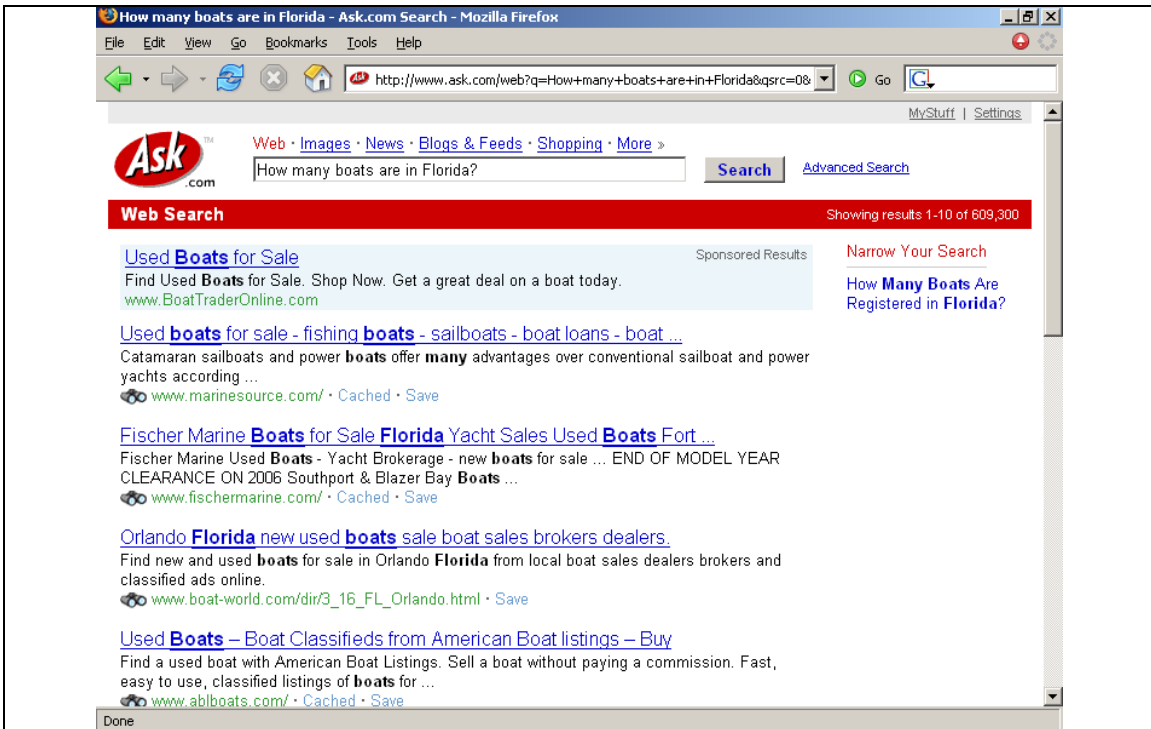 How many boats are in Florida - Ask.com Search - Mozilla Firefox
File Edit View Go Bookmarks Tools Help
http://www.ask.com/web?q=How+many+boats+are+in+Florida&qsrc=0& Go G
MyStuff | Settings
Ask.com TM
Web · Images · News · Blogs & Feeds · Shopping · More »
How many boats are in Florida? Search Advanced Search
Web Search Showing results 1-10 of 609,300
Used Boats for Sale Sponsored Results
Find Used Boats for Sale. Shop Now. Get a great deal on a boat today.
www.BoatTraderOnline.com
Narrow Your Search
How Many Boats Are
Registered in Florida?
Used boats for sale - fishing boats - sailboats - boat loans - boat ...
Catamaran sailboats and power boats offer many advantages over conventional sailboat and power
yachts according ...
www.marinesource.com/ · Cached · Save
Fischer Marine Boats for Sale Florida Yacht Sales Used Boats Fort ...
Fischer Marine Used Boats - Yacht Brokerage - new boats for sale ... END OF MODEL YEAR
CLEARANCE ON 2006 Southport & Blazer Bay Boats ...
www.fischermarine.com/ · Cached · Save
Orlando Florida new used boats sale boat sales brokers dealers.
Find new and used boats for sale in Orlando Florida from local boat sales dealers brokers and
classified ads online.
www.boat-world.com/dir/3_16_FL_Orlando.html · Save
Used Boats – Boat Classifieds from American Boat listings – Buy
Find a used boat with American Boat Listings. Sell a boat without paying a commission. Fast,
easy to use, classified listings of boats for ...
www.ablboats.com/ · Cached · Save
Done